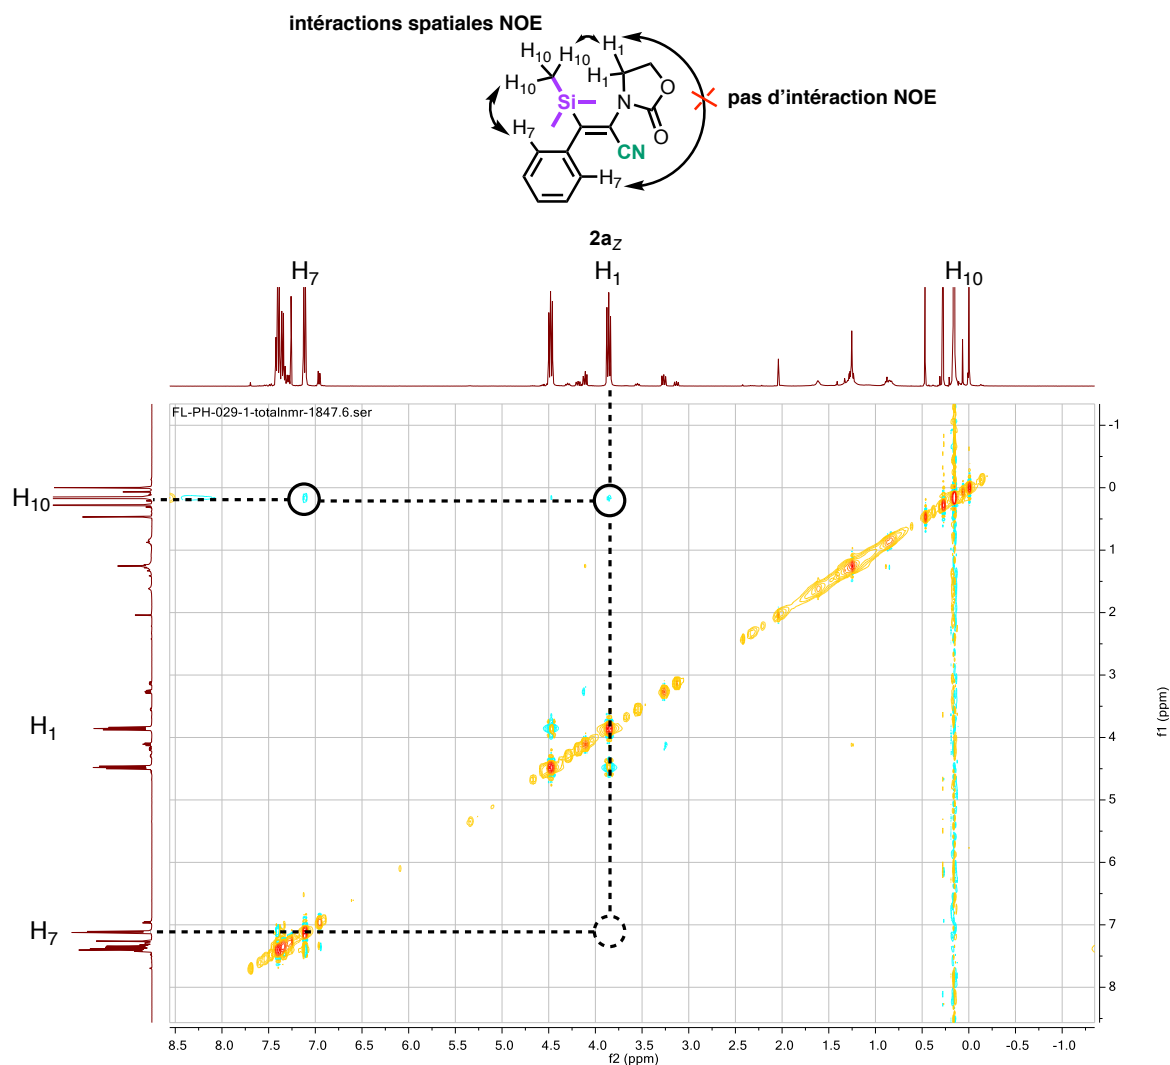 intéractions spatiales NOE
H10 H10 H1
H10 H1
Si N O
pas d'intéraction NOE
H7 O
CN
H7
2aZ
H7 H1 H10
FL-PH-029-1-totalnmr-1847.6.ser
H10
H1
H7
-1
0
1
2
3
4
5
6
7
8
f1 (ppm)
8.5 8.0 7.5 7.0 6.5 6.0 5.5 5.0 4.5 4.0 3.5 3.0 2.5 2.0 1.5 1.0 0.5 0.0 -0.5 -1.0
f2 (ppm)